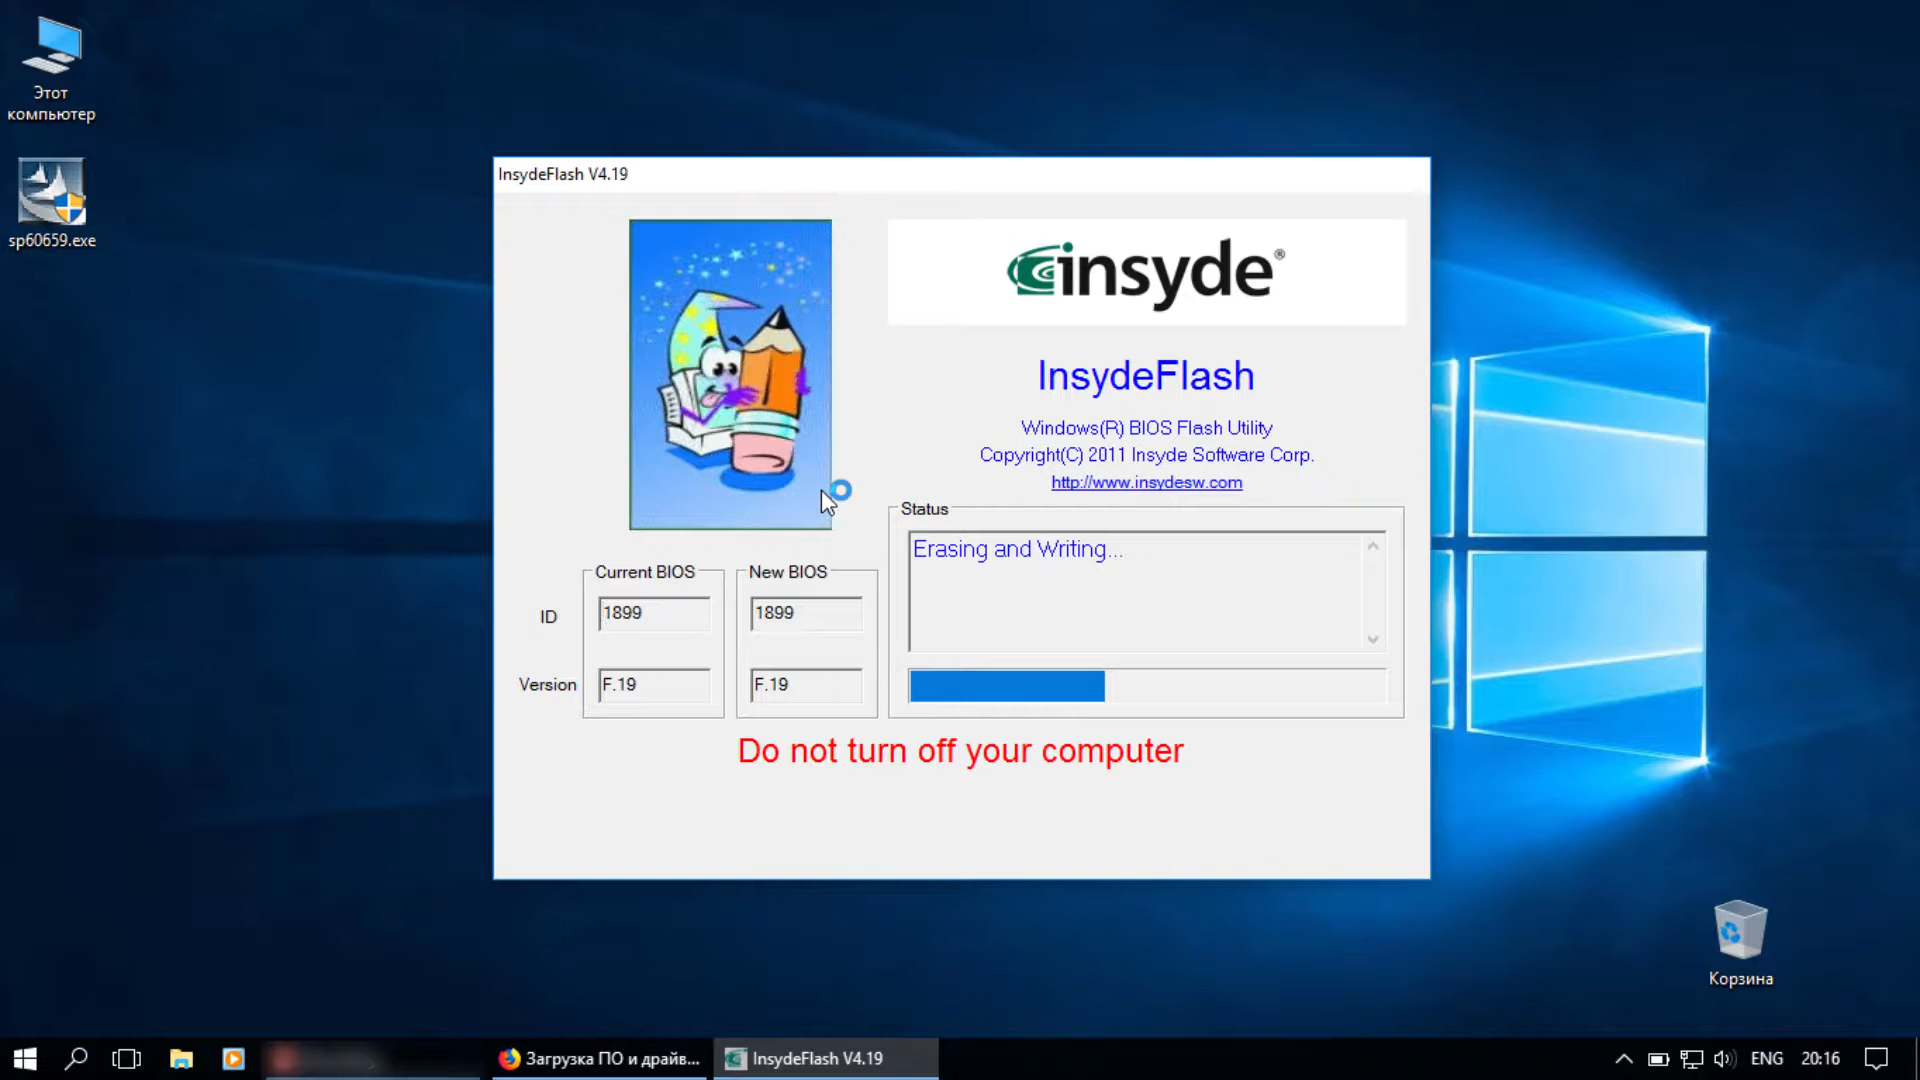 Этот
компьютер
sp60659.exe
InsydeFlash V4.19
insyde®
InsydeFlash
Windows(R) BIOS Flash Utility
Copyright(C) 2011 Insyde Software Corp.
http://www.insydesw.com
Status
Erasing and Writing...
Current BIOS
New BIOS
ID
1899
1899
Version
F.19
F.19
Do not turn off your computer
Корзина
Загрузка ПО и драйв...
InsydeFlash V4.19
ENG
20:16